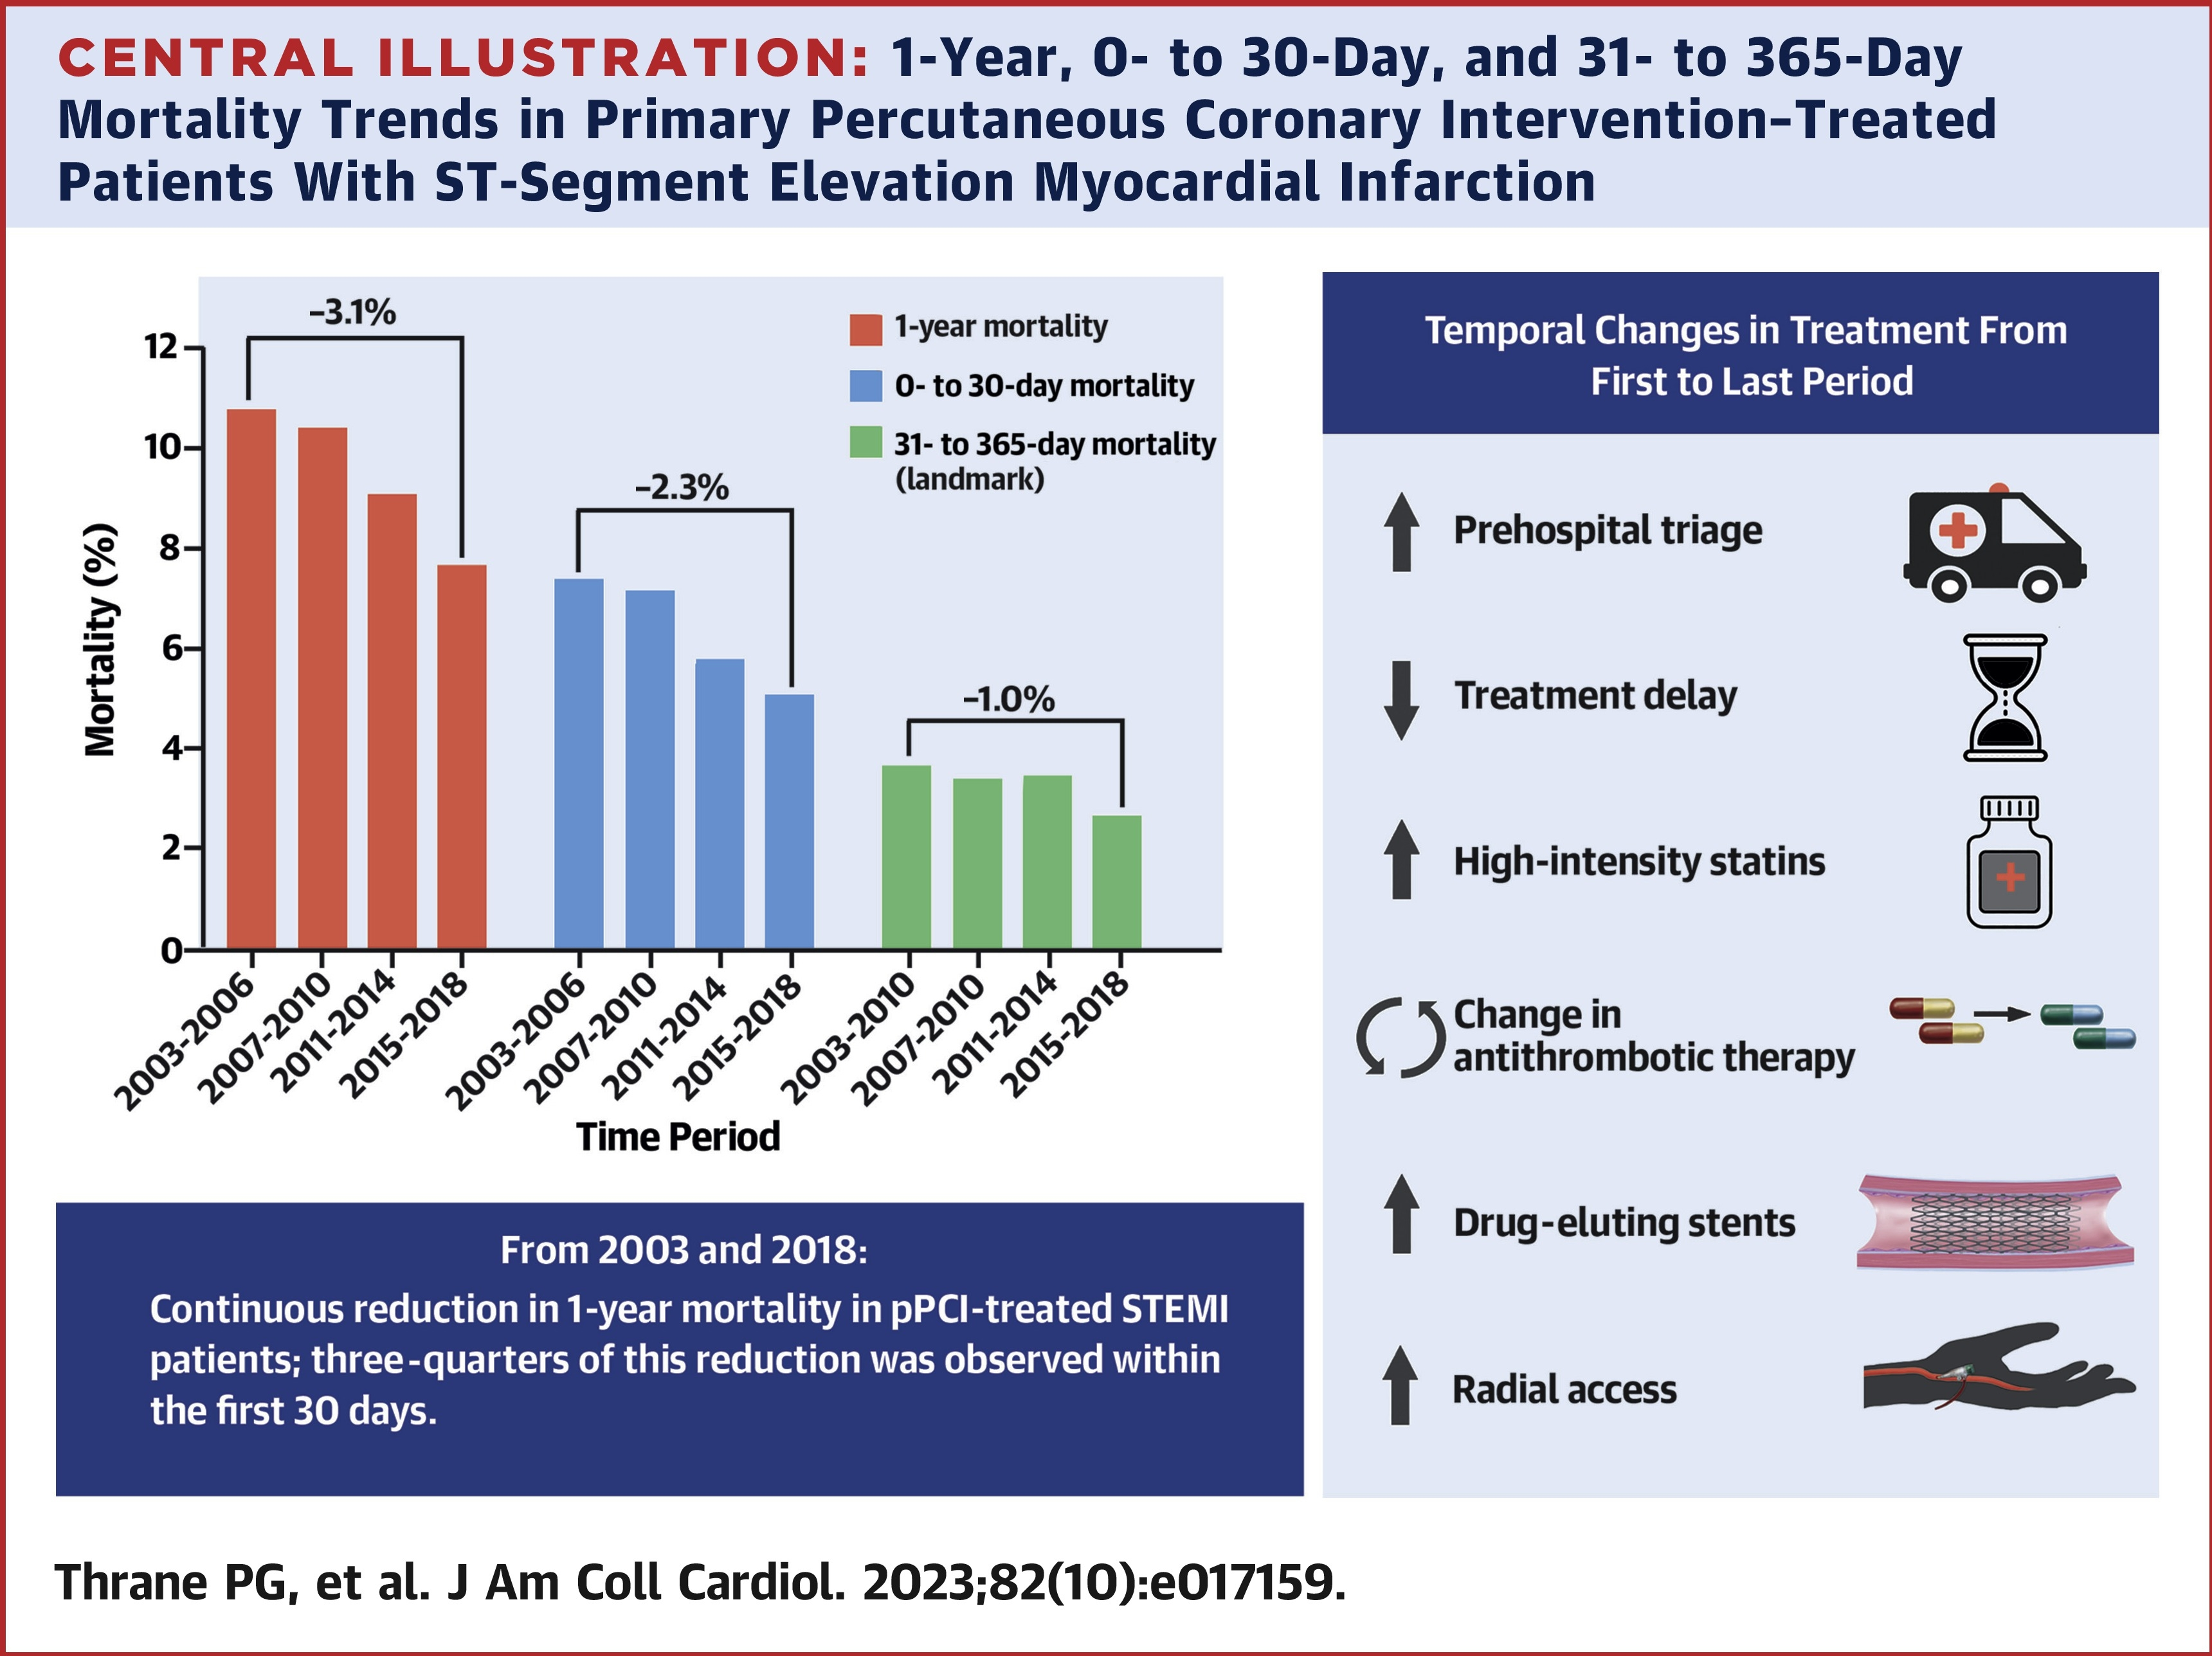 CENTRAL ILLUSTRATION: 1-Year, 0- to 30-Day, and 31- to 365-Day
Mortality Trends in Primary Percutaneous Coronary Intervention–Treated
Patients With ST-Segment Elevation Myocardial Infarction
–3.1%
–2.3%
–1.0%
1-year mortality
0- to 30-day mortality
31- to 365-day mortality
(landmark)
Mortality (%)
12
10
8
6
4
2
0
2003-2006
2007-2010
2011-2014
2015-2018
2003-2006
2007-2010
2011-2014
2015-2018
2003-2010
2007-2010
2011-2014
2015-2018
Time Period
From 2003 and 2018:
Continuous reduction in 1-year mortality in pPCI-treated STEMI
patients; three-quarters of this reduction was observed within
the first 30 days.
Temporal Changes in Treatment From
First to Last Period
Prehospital triage
Treatment delay
High-intensity statins
Change in
antithrombotic therapy
Drug-eluting stents
Radial access
Thrane PG, et al. J Am Coll Cardiol. 2023;82(10):e017159.